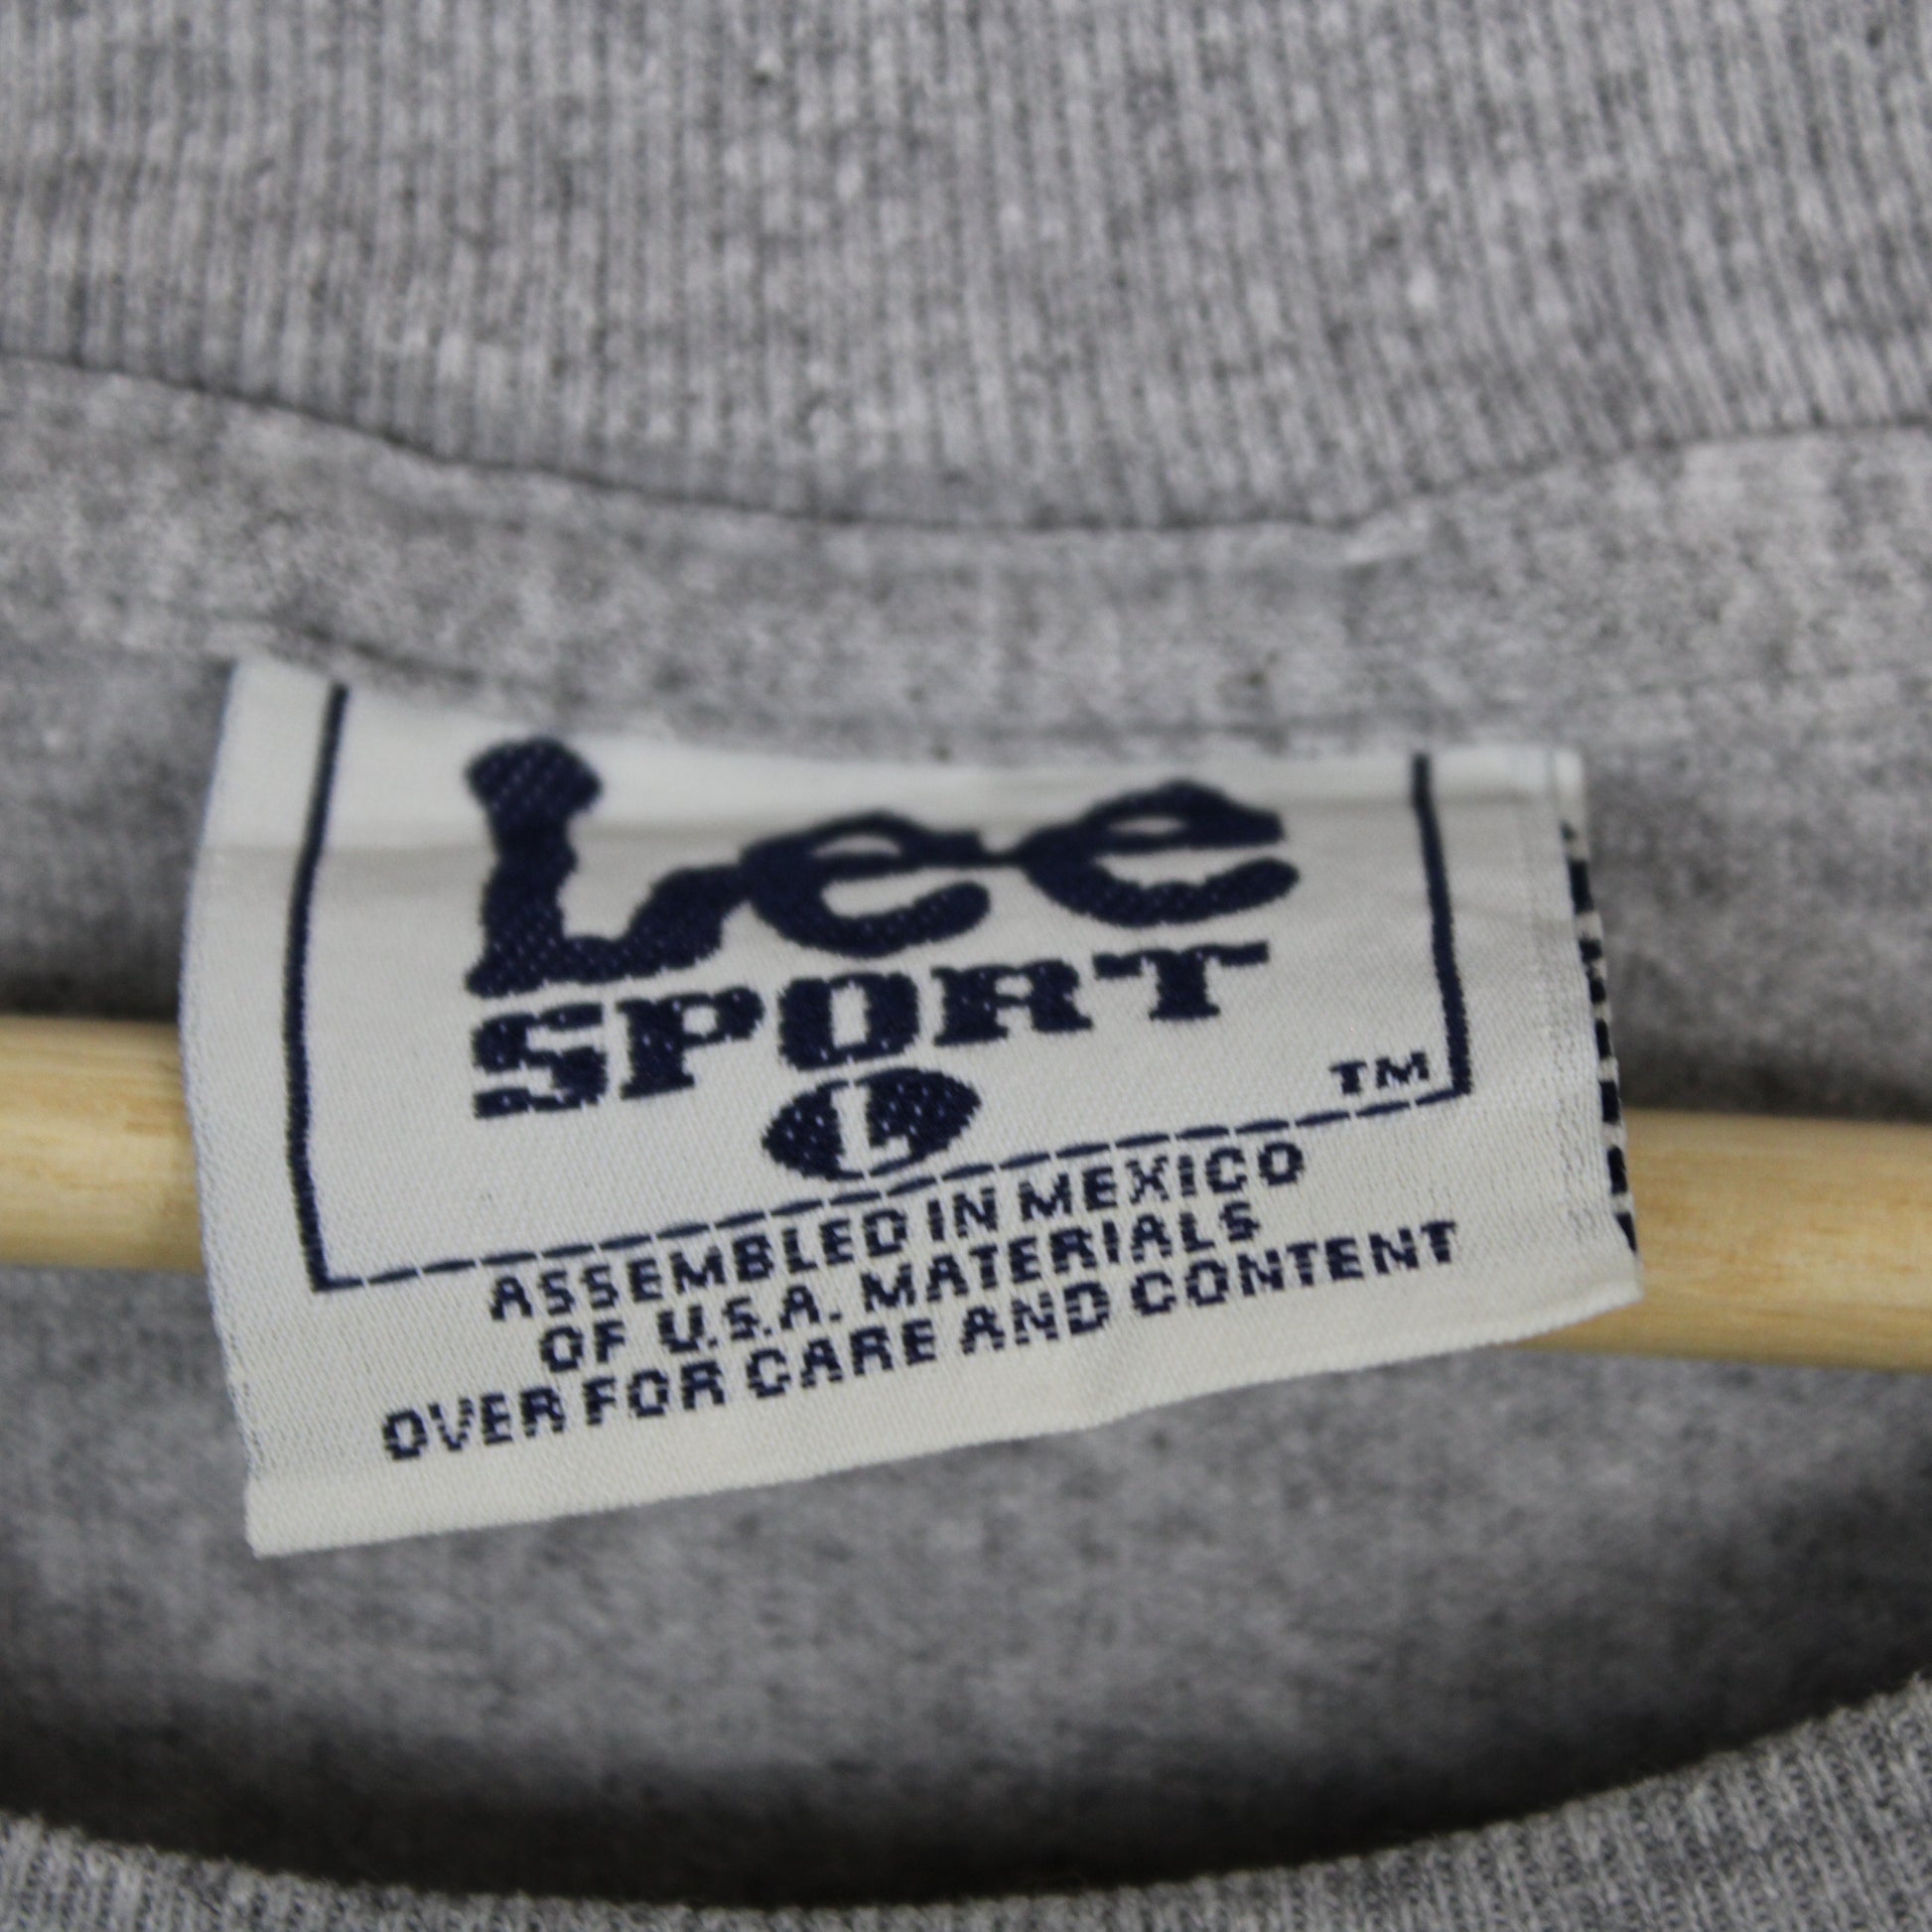 Lee
SPORT
TM
L
ASSEMBLED IN MEXICO
OF U.S.A. MATERIALS
OVER FOR CARE AND CONTENT